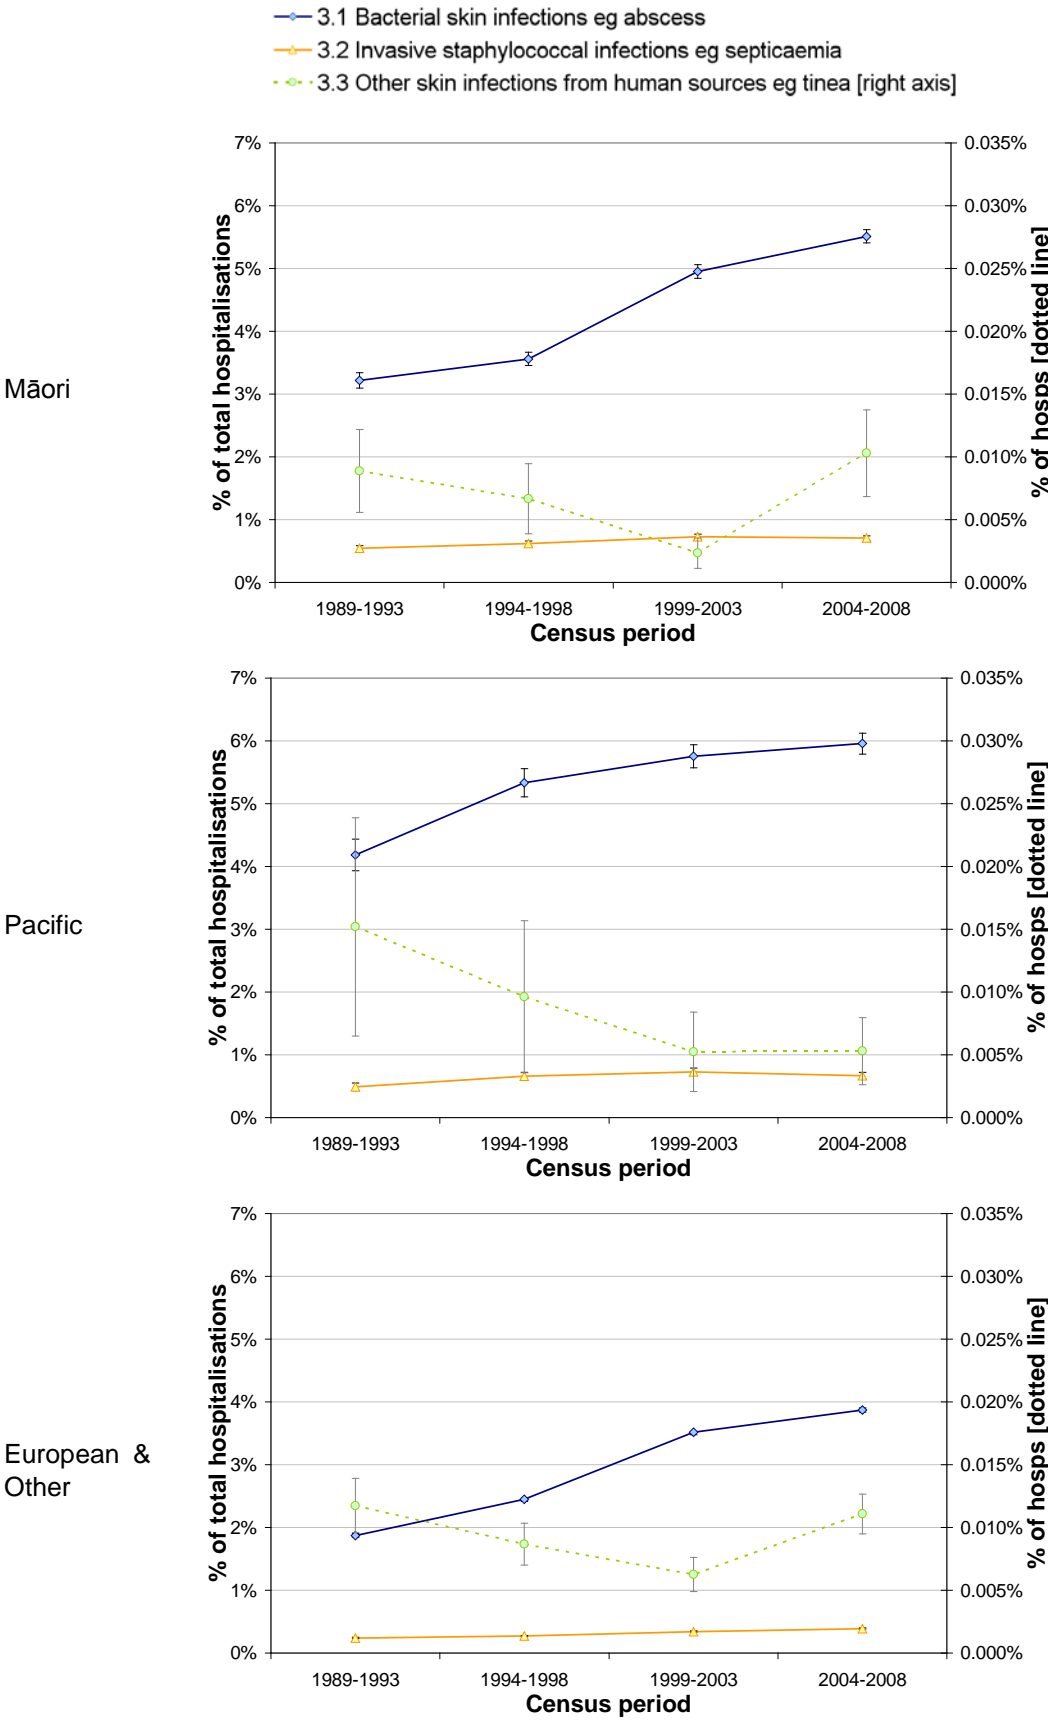 3.1 Bacterial skin infections eg abscess
3.2 Invasive staphylococcal infections eg septicaemia
3.3 Other skin infections from human sources eg tinea [right axis]
Māori
% of total hospitalisations
7%
6%
5%
4%
3%
2%
1%
0%
0.035%
0.030%
0.025%
0.020%
0.015%
0.010%
0.005%
0.000%
% of hosps [dotted line]
1989-1993 1994-1998 1999-2003 2004-2008
Census period
Pacific
% of total hospitalisations
7%
6%
5%
4%
3%
2%
1%
0%
0.035%
0.030%
0.025%
0.020%
0.015%
0.010%
0.005%
0.000%
% of hosps [dotted line]
1989-1993 1994-1998 1999-2003 2004-2008
Census period
European &
Other
% of total hospitalisations
7%
6%
5%
4%
3%
2%
1%
0%
0.035%
0.030%
0.025%
0.020%
0.015%
0.010%
0.005%
0.000%
% of hosps [dotted line]
1989-1993 1994-1998 1999-2003 2004-2008
Census period